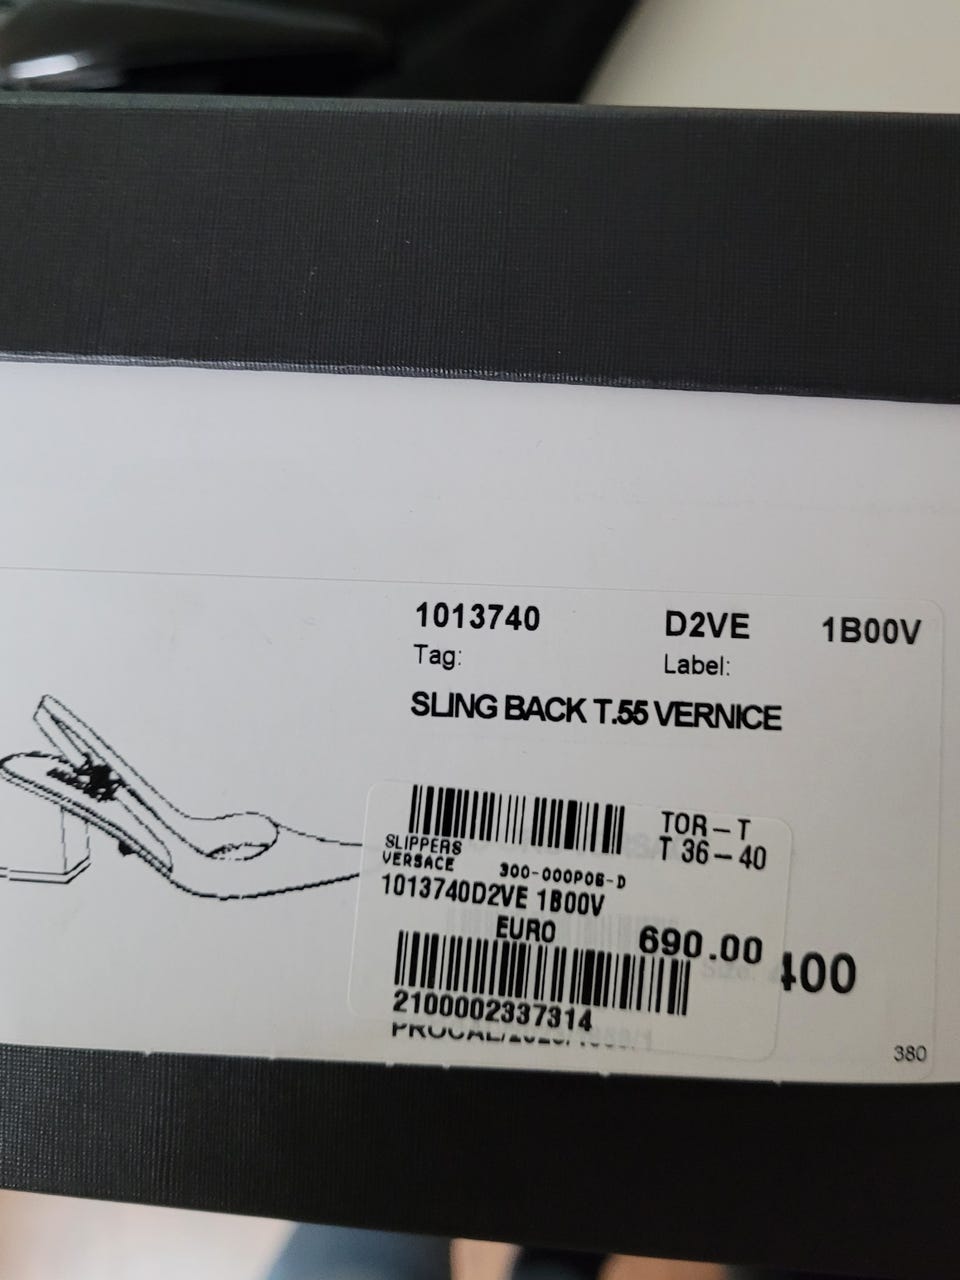 1013740 D2VE 1B00V
Tag: Label:
SLING BACK T.55 VERNICE
TOR-T
SLIPPERS T 36-40
VERSACE 300-000P06-D
1013740D2VE 1B00V
EURO 690.00
Size: 400
2100002337314
380